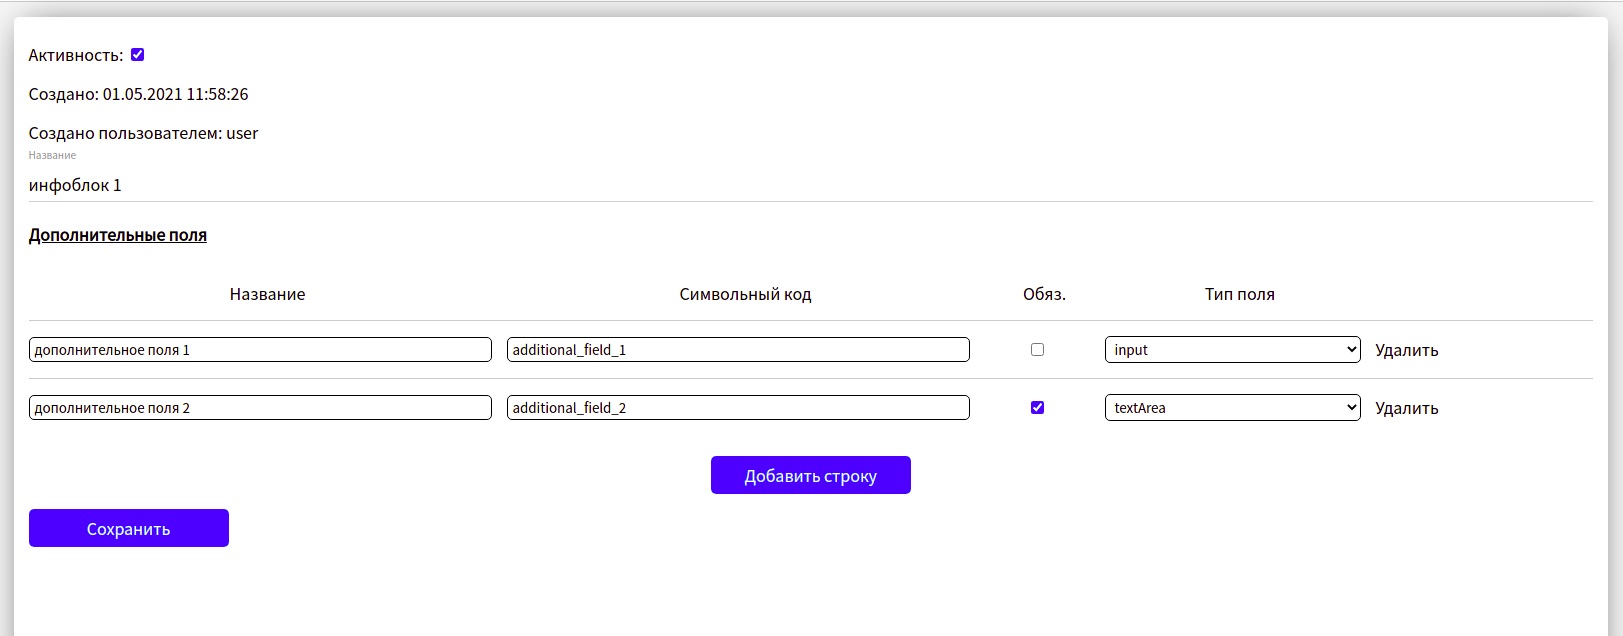 Активность:
Создано: 01.05.2021 11:58:26
Создано пользователем: user
Название
инфоблок 1
Дополнительные поля
Название Символьный код Обяз. Тип поля
дополнительное поля 1 additional_field_1 input Удалить
дополнительное поля 2 additional_field_2 textArea Удалить
Добавить строку
Сохранить